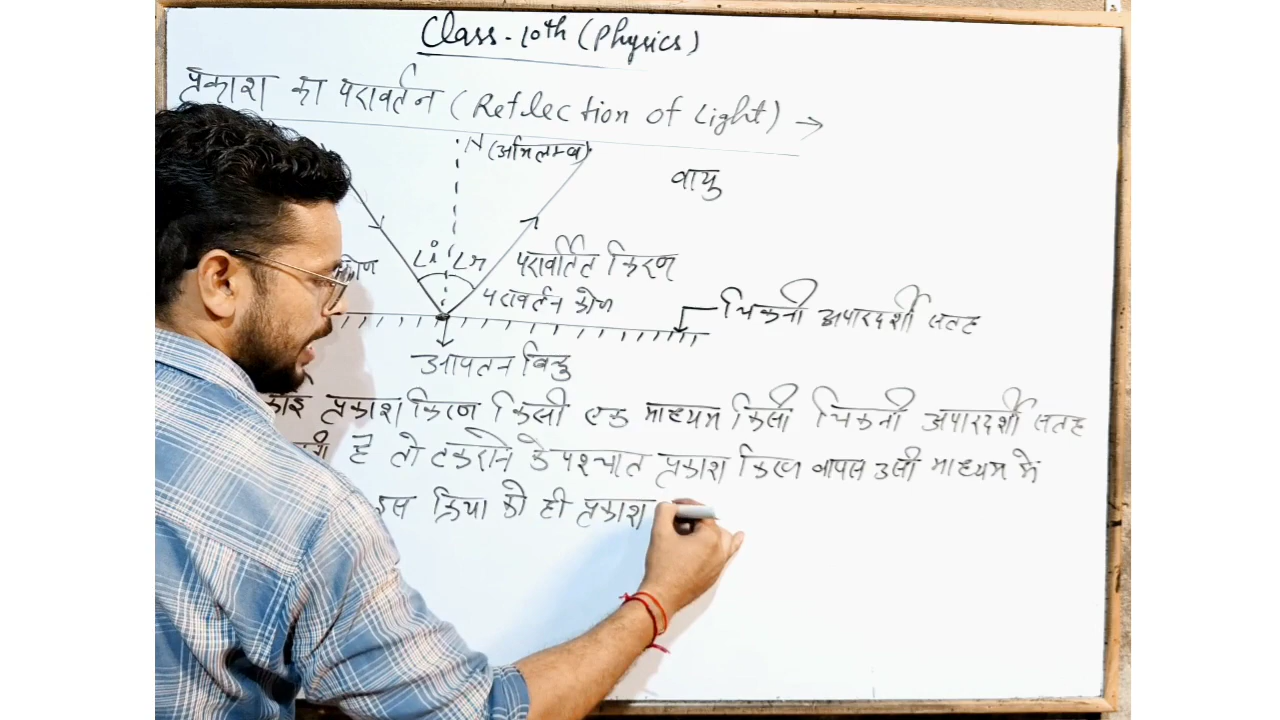 Class-10th (Physics)
प्रकाश का परावर्तन (Reflection of Light) →
N (अभिलम्ब)
वायु
∠i ∠r
परावर्तित किरण
परावर्तन कोण
चिकनी अपारदर्शी सतह
आपतन बिन्दु
कोई प्रकाश किरण किसी एक माध्यम किसी चिकनी अपारदर्शी सतह
है तो टकराने के पश्चात प्रकाश किरण वापस उसी माध्यम में
इस क्रिया को ही प्रकाश